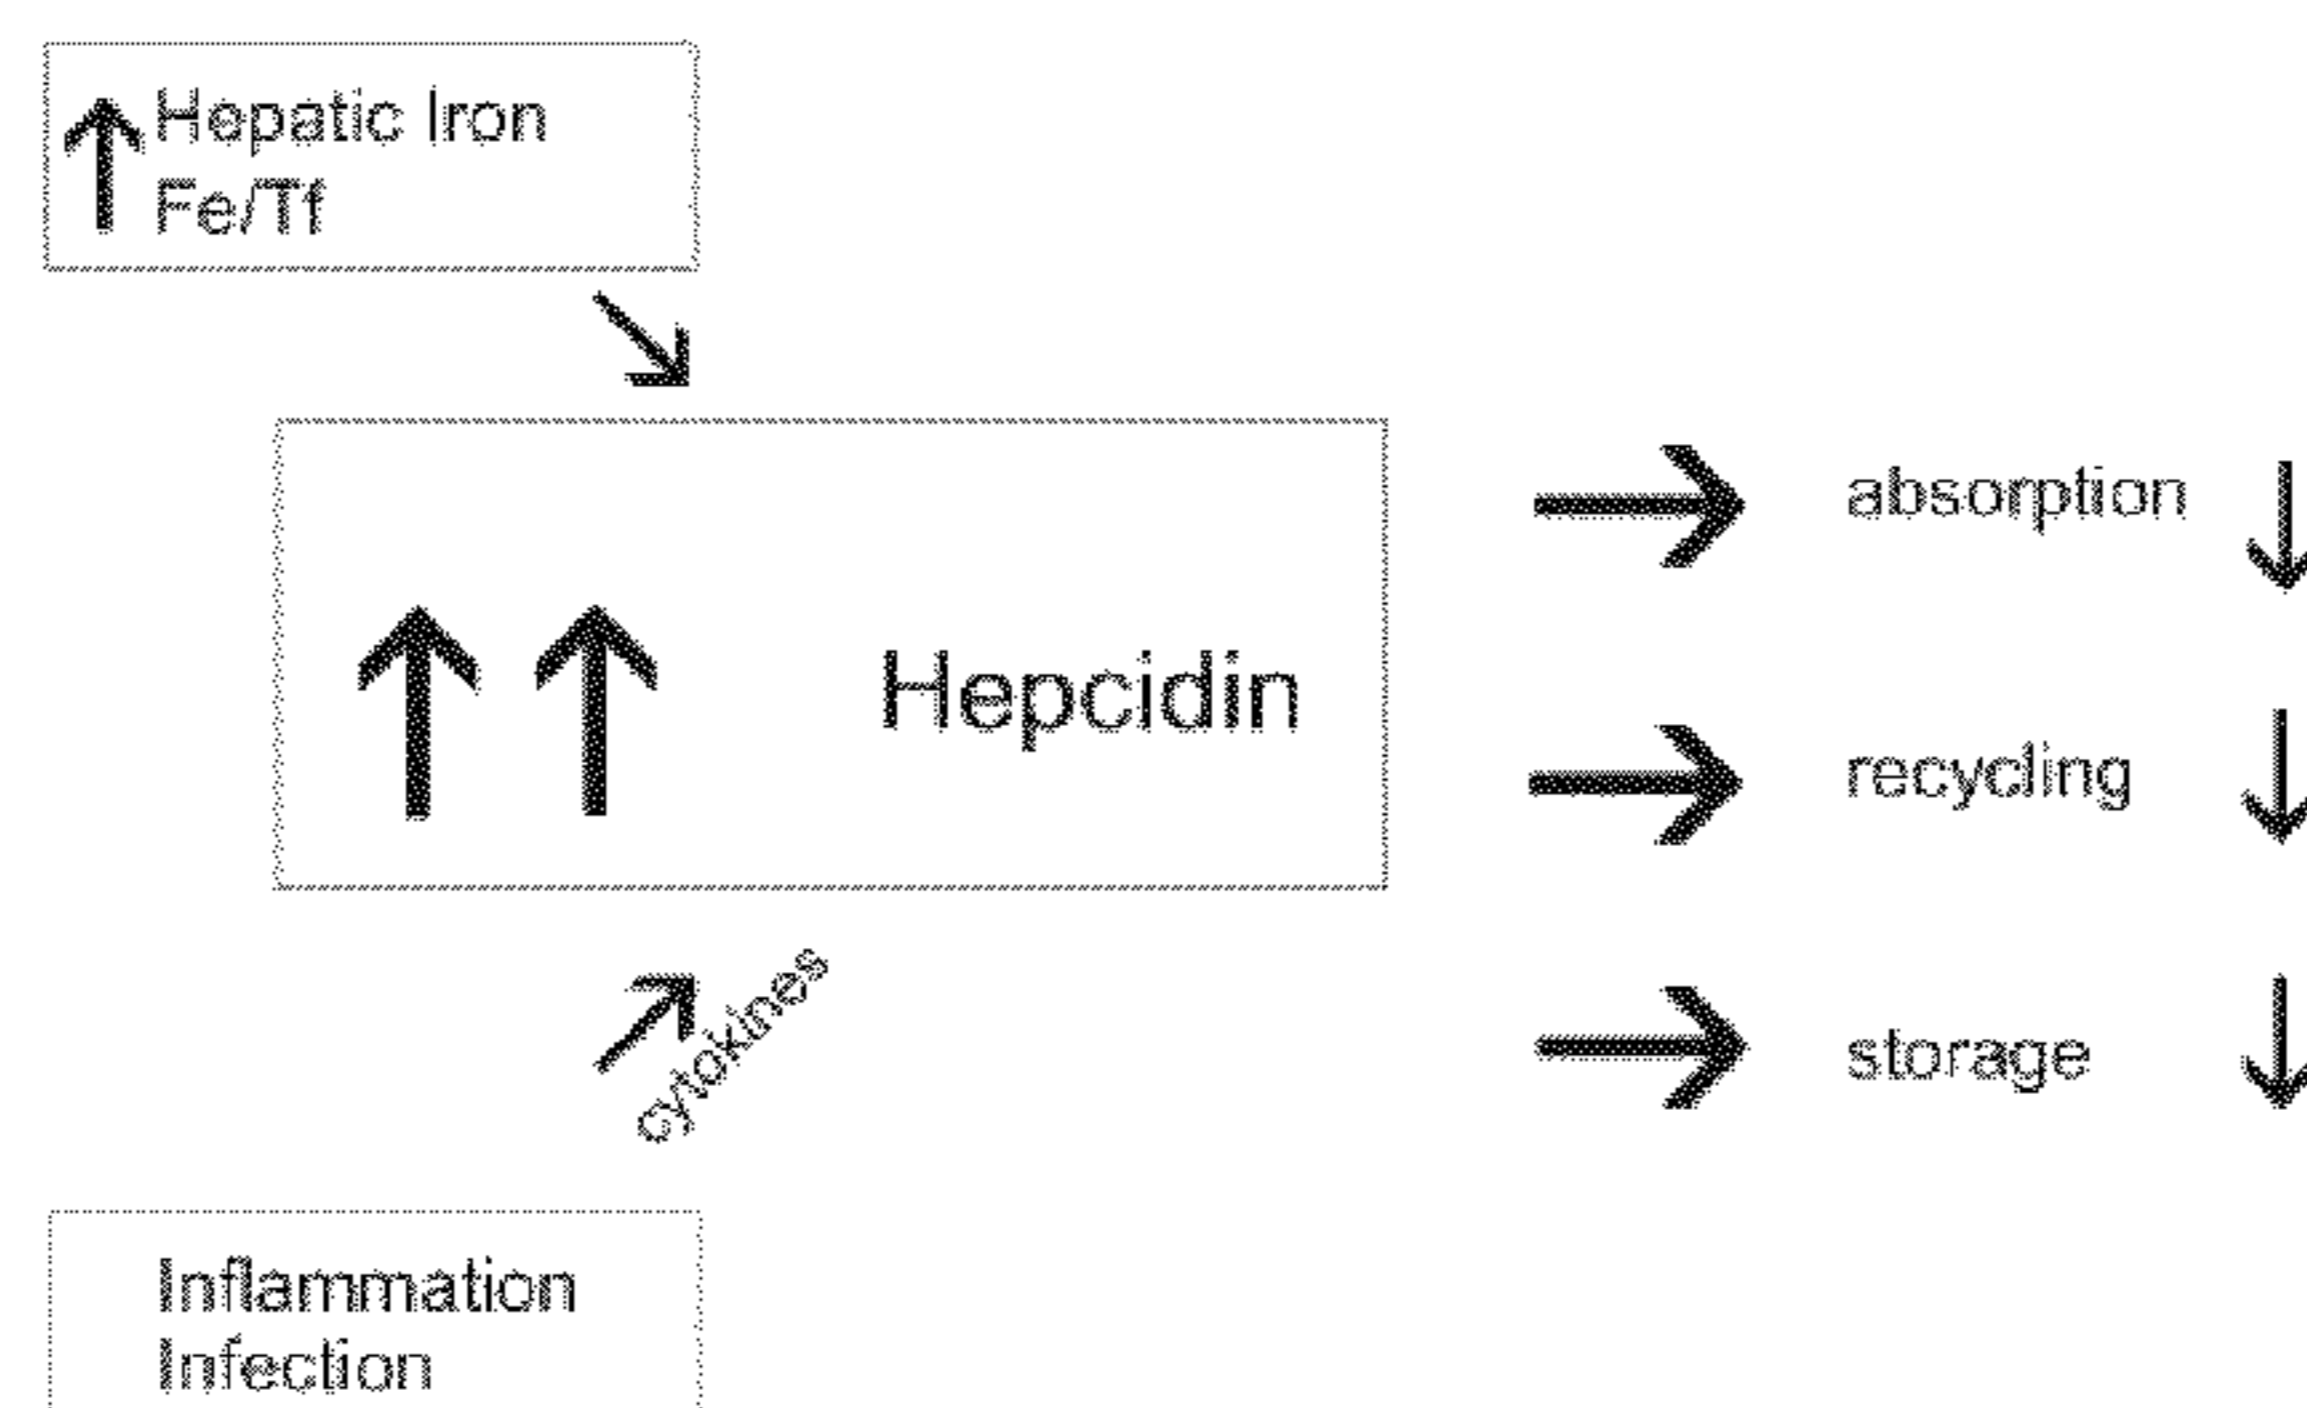 Hepatic Iron
Fe/Tf
Hepcidin
absorption
recycling
storage
cytokines
Inflammation
Infection